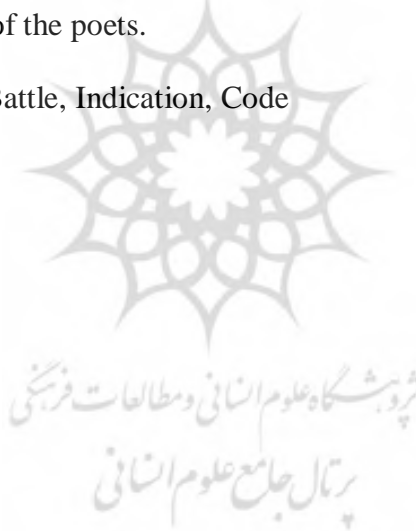 of the poets.
Battle, Indication, Code
پژوهشگاه علوم انسانی و مطالعات فرهنگی
پرتال جامع علوم انسانی